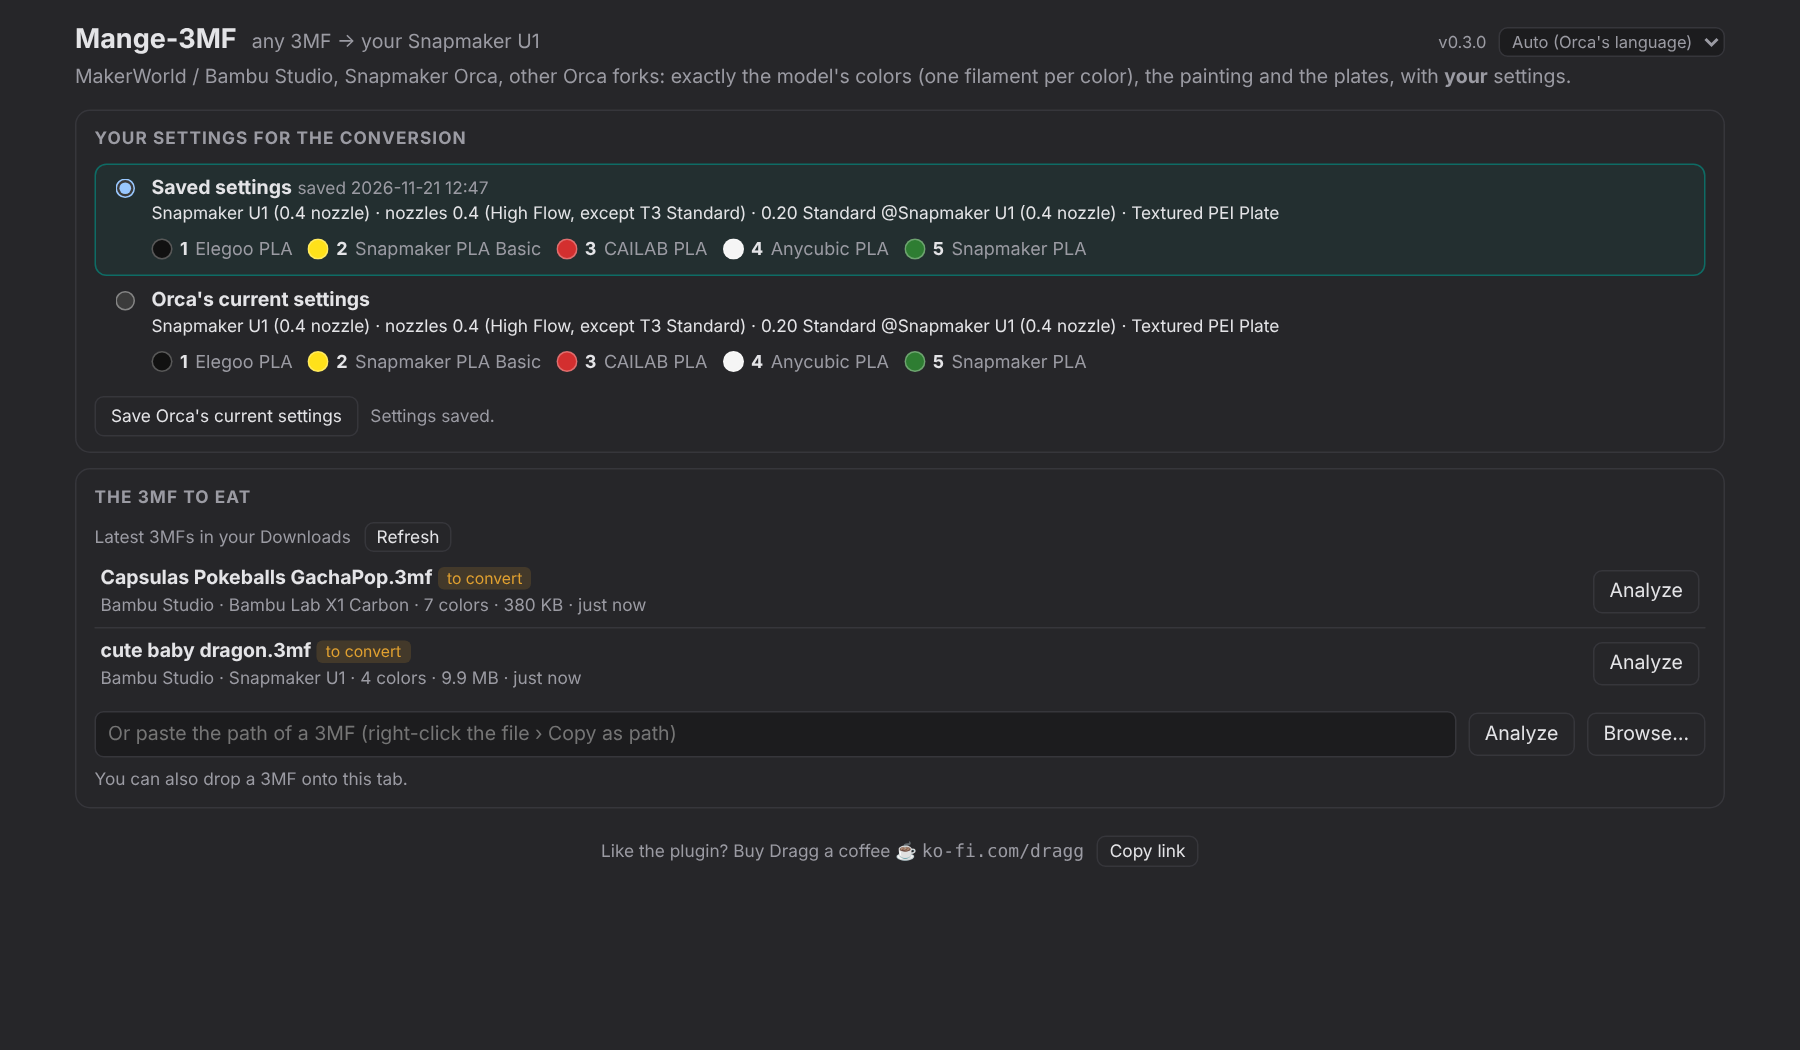 Mange-3MF any 3MF → your Snapmaker U1 v0.3.0 Auto (Orca's language)
MakerWorld / Bambu Studio, Snapmaker Orca, other Orca forks: exactly the model's colors (one filament per color), the painting and the plates, with your settings.
YOUR SETTINGS FOR THE CONVERSION
Saved settings saved 2026-11-21 12:47
Snapmaker U1 (0.4 nozzle) · nozzles 0.4 (High Flow, except T3 Standard) · 0.20 Standard @Snapmaker U1 (0.4 nozzle) · Textured PEI Plate
1 Elegoo PLA 2 Snapmaker PLA Basic 3 CAILAB PLA 4 Anycubic PLA 5 Snapmaker PLA
Orca's current settings
Snapmaker U1 (0.4 nozzle) · nozzles 0.4 (High Flow, except T3 Standard) · 0.20 Standard @Snapmaker U1 (0.4 nozzle) · Textured PEI Plate
1 Elegoo PLA 2 Snapmaker PLA Basic 3 CAILAB PLA 4 Anycubic PLA 5 Snapmaker PLA
Save Orca's current settings Settings saved.
THE 3MF TO EAT
Latest 3MFs in your Downloads Refresh
Capsulas Pokeballs GachaPop.3mf to convert
Bambu Studio · Bambu Lab X1 Carbon · 7 colors · 380 KB · just now
Analyze
cute baby dragon.3mf to convert
Bambu Studio · Snapmaker U1 · 4 colors · 9.9 MB · just now
Analyze
Or paste the path of a 3MF (right-click the file › Copy as path) Analyze Browse...
You can also drop a 3MF onto this tab.
Like the plugin? Buy Dragg a coffee ☕ ko-fi.com/dragg Copy link